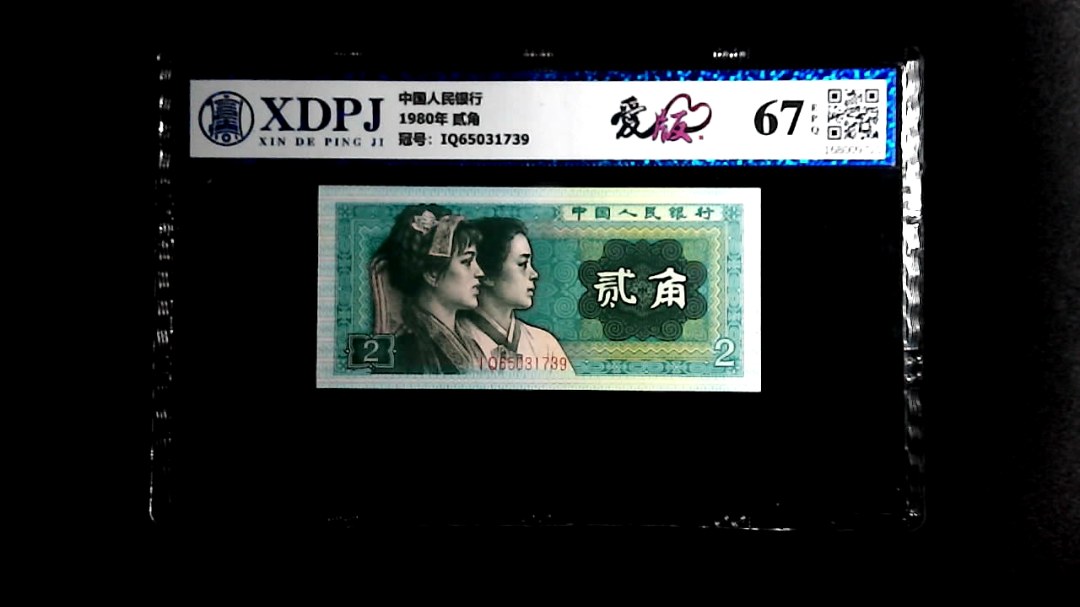 XDPJ
XIN DE PING JI
中国人民银行
1980年 贰角
冠号：IQ65031739
爱版
67
EPQ
中国人民银行
贰角
2
2
IQ65031739